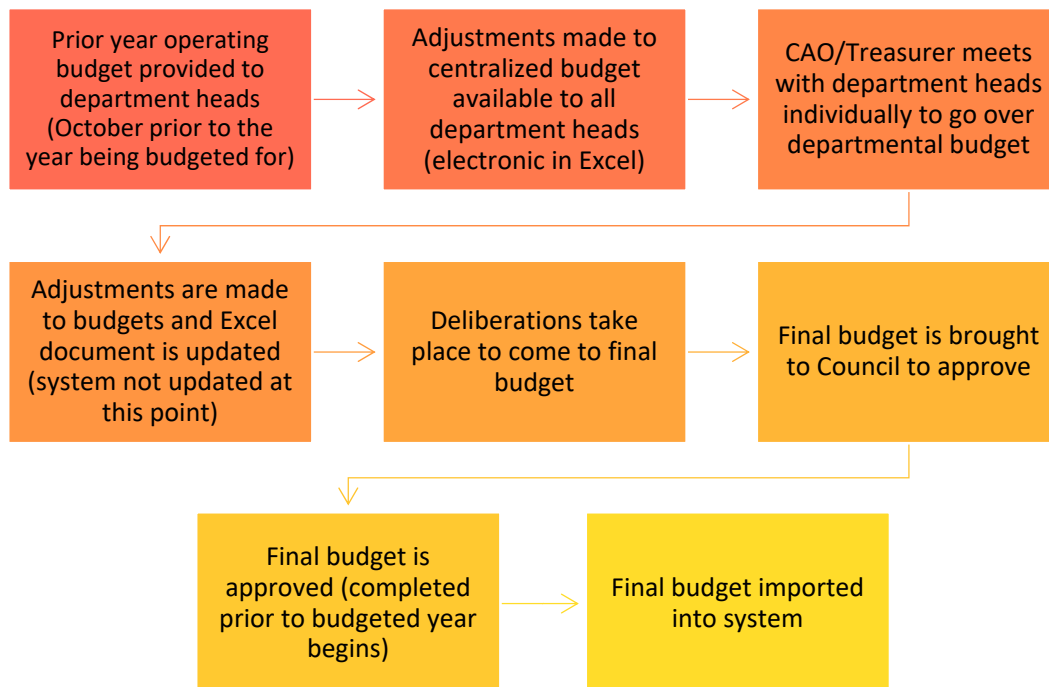 Prior year operating
budget provided to
department heads
(October prior to the
year being budgeted for)
Adjustments made to
centralized budget
available to all
department heads
(electronic in Excel)
CAO/Treasurer meets
with department heads
individually to go over
departmental budget
Adjustments are made
to budgets and Excel
document is updated
(system not updated at
this point)
Deliberations take
place to come to final
budget
Final budget is brought
to Council to approve
Final budget is
approved (completed
prior to budgeted year
begins)
Final budget imported
into system